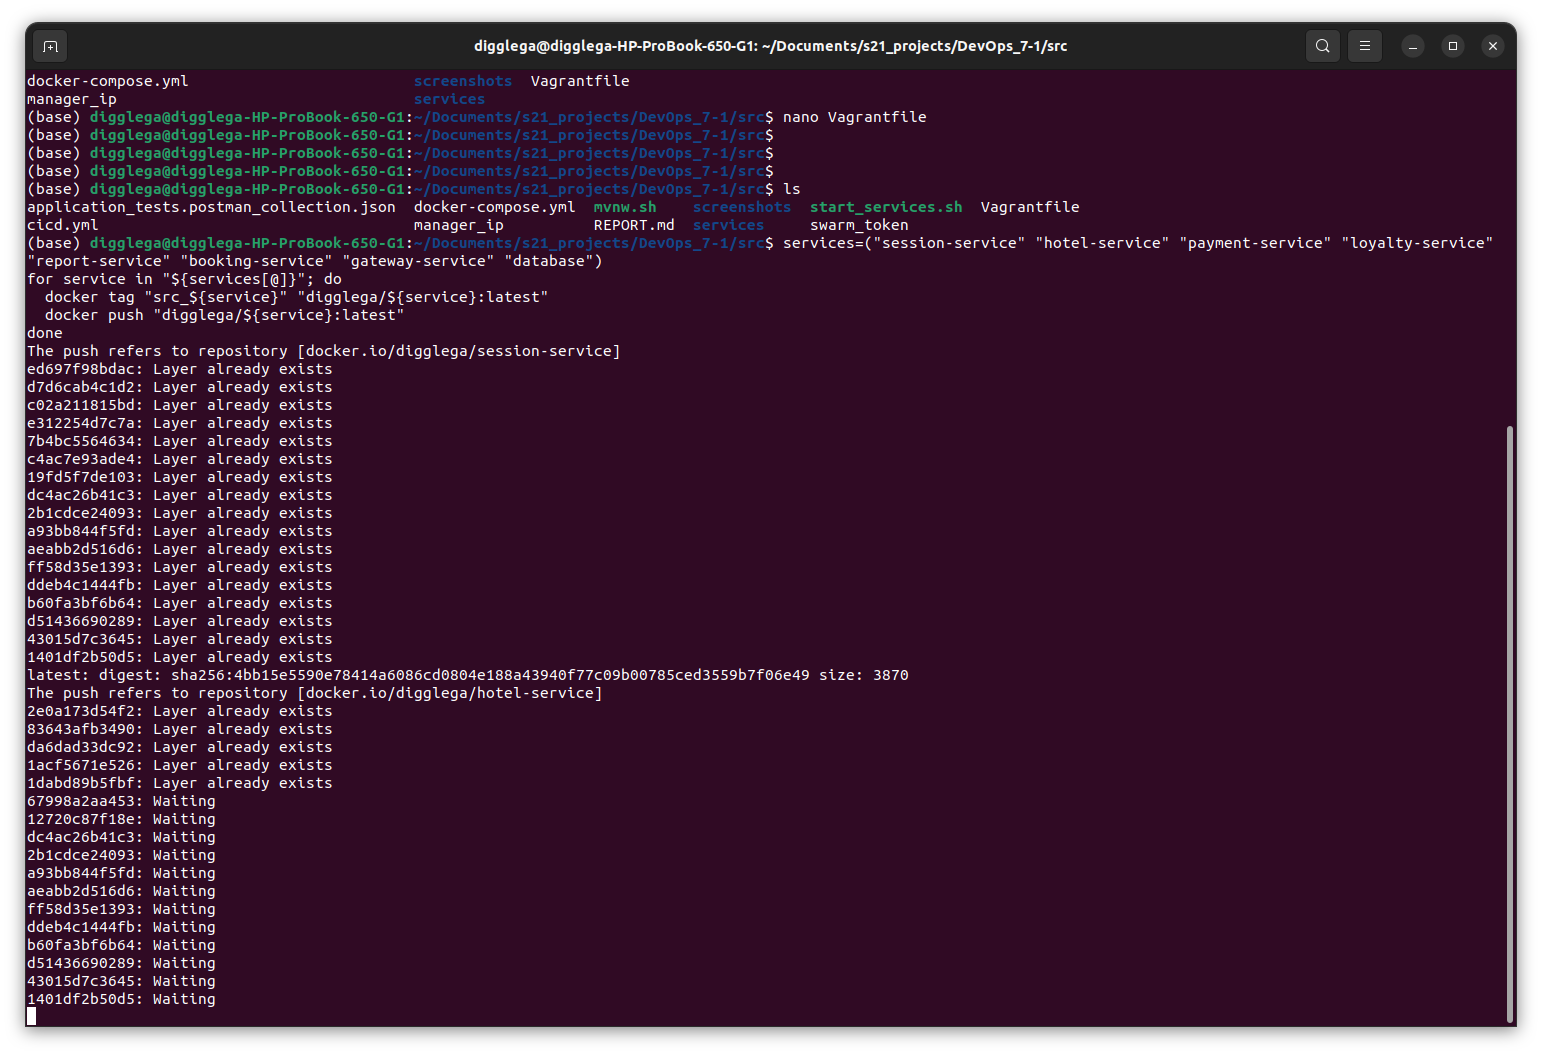 digglega@digglega-HP-ProBook-650-G1: ~/Documents/s21_projects/DevOps_7-1/src
docker-compose.yml screenshots Vagrantfile
manager_ip services
(base) digglega@digglega-HP-ProBook-650-G1:~/Documents/s21_projects/DevOps_7-1/src$ nano Vagrantfile
(base) digglega@digglega-HP-ProBook-650-G1:~/Documents/s21_projects/DevOps_7-1/src$
(base) digglega@digglega-HP-ProBook-650-G1:~/Documents/s21_projects/DevOps_7-1/src$
(base) digglega@digglega-HP-ProBook-650-G1:~/Documents/s21_projects/DevOps_7-1/src$
(base) digglega@digglega-HP-ProBook-650-G1:~/Documents/s21_projects/DevOps_7-1/src$ ls
application_tests.postman_collection.json docker-compose.yml mvnw.sh screenshots start_services.sh Vagrantfile
cicd.yml manager_ip REPORT.md services swarm_token
(base) digglega@digglega-HP-ProBook-650-G1:~/Documents/s21_projects/DevOps_7-1/src$ services=("session-service" "hotel-service" "payment-service" "loyalty-service"
"report-service" "booking-service" "gateway-service" "database")
for service in "${services[@]}"; do
  docker tag "src_${service}" "digglega/${service}:latest"
  docker push "digglega/${service}:latest"
done
The push refers to repository [docker.io/digglega/session-service]
ed697f98bdac: Layer already exists
d7d6cab4c1d2: Layer already exists
c02a211815bd: Layer already exists
e312254d7c7a: Layer already exists
7b4bc5564634: Layer already exists
c4ac7e93ade4: Layer already exists
19fd5f7de103: Layer already exists
dc4ac26b41c3: Layer already exists
2b1cdce24093: Layer already exists
a93bb844f5fd: Layer already exists
aeabb2d516d6: Layer already exists
ff58d35e1393: Layer already exists
ddeb4c1444fb: Layer already exists
b60fa3bf6b64: Layer already exists
d51436690289: Layer already exists
43015d7c3645: Layer already exists
1401df2b50d5: Layer already exists
latest: digest: sha256:4bb15e5590e78414a6086cd0804e188a43940f77c09b00785ced3559b7f06e49 size: 3870
The push refers to repository [docker.io/digglega/hotel-service]
2e0a173d54f2: Layer already exists
83643afb3490: Layer already exists
da6dad33dc92: Layer already exists
1acf5671e526: Layer already exists
1dabd89b5fbf: Layer already exists
67998a2aa453: Waiting
12720c87f18e: Waiting
dc4ac26b41c3: Waiting
2b1cdce24093: Waiting
a93bb844f5fd: Waiting
aeabb2d516d6: Waiting
ff58d35e1393: Waiting
ddeb4c1444fb: Waiting
b60fa3bf6b64: Waiting
d51436690289: Waiting
43015d7c3645: Waiting
1401df2b50d5: Waiting